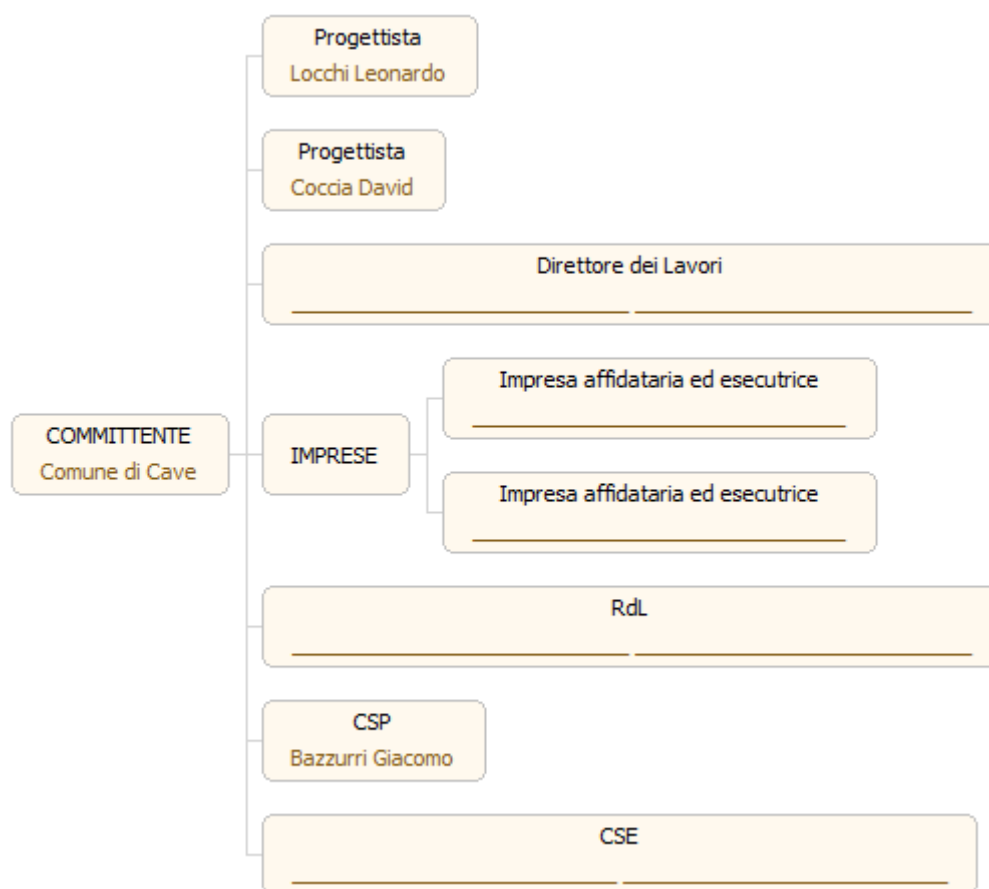 Progettista
Locchi Leonardo
Progettista
Coccia David
Direttore dei Lavori
Impresa affidataria ed esecutrice
COMMITTENTE
Comune di Cave
IMPRESE
Impresa affidataria ed esecutrice
RdL
CSP
Bazzurri Giacomo
CSE